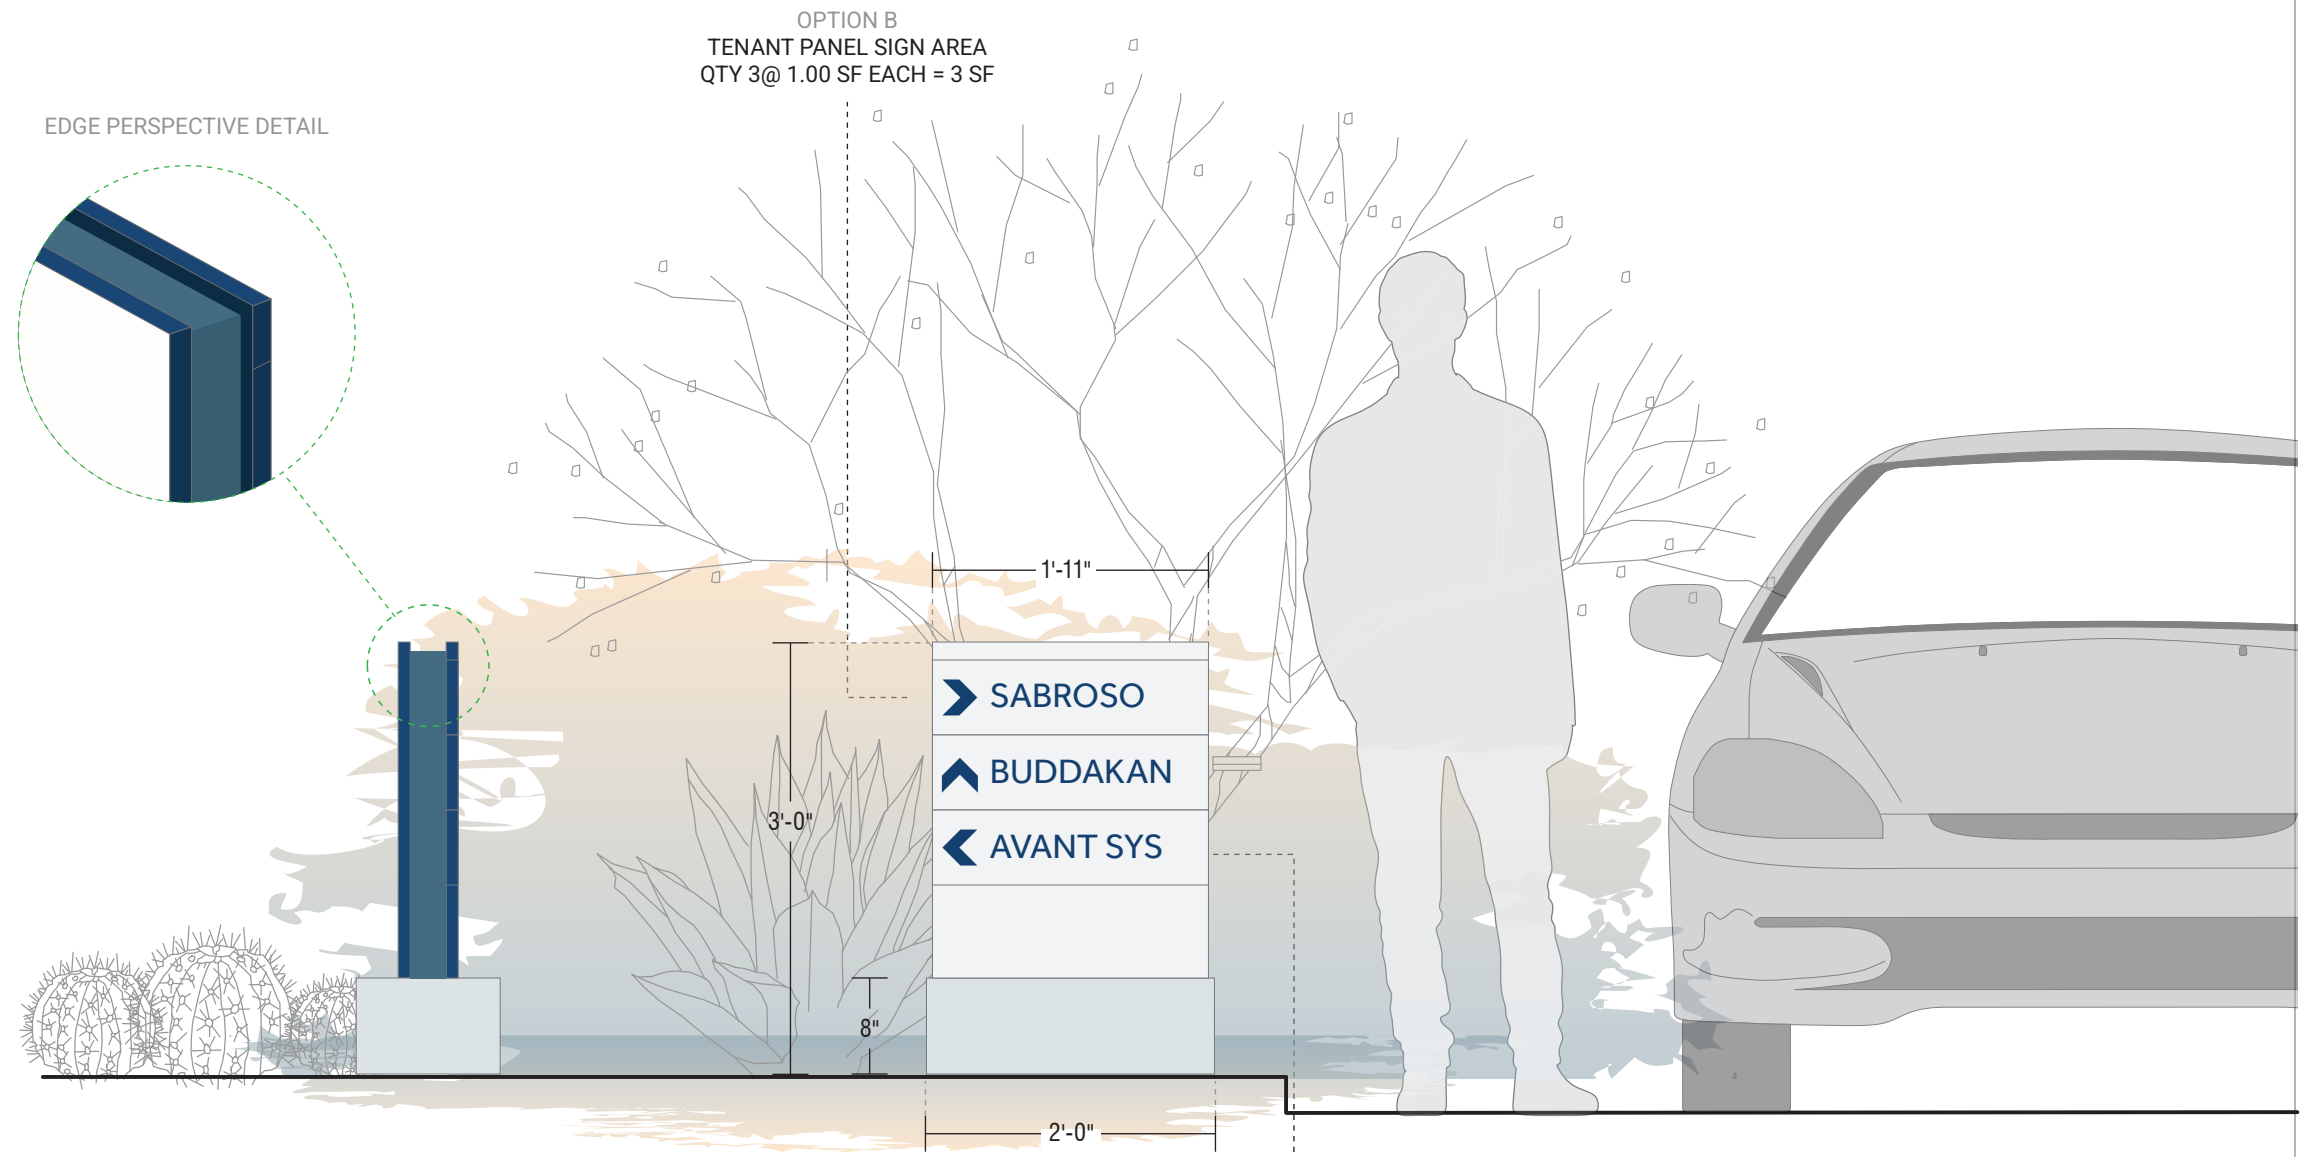 OPTION B
TENANT PANEL SIGN AREA
QTY 3@ 1.00 SF EACH = 3 SF
EDGE PERSPECTIVE DETAIL
1'-11"
SABROSO
BUDDAKAN
3'-0"
AVANT SYS
8"
2'-0"